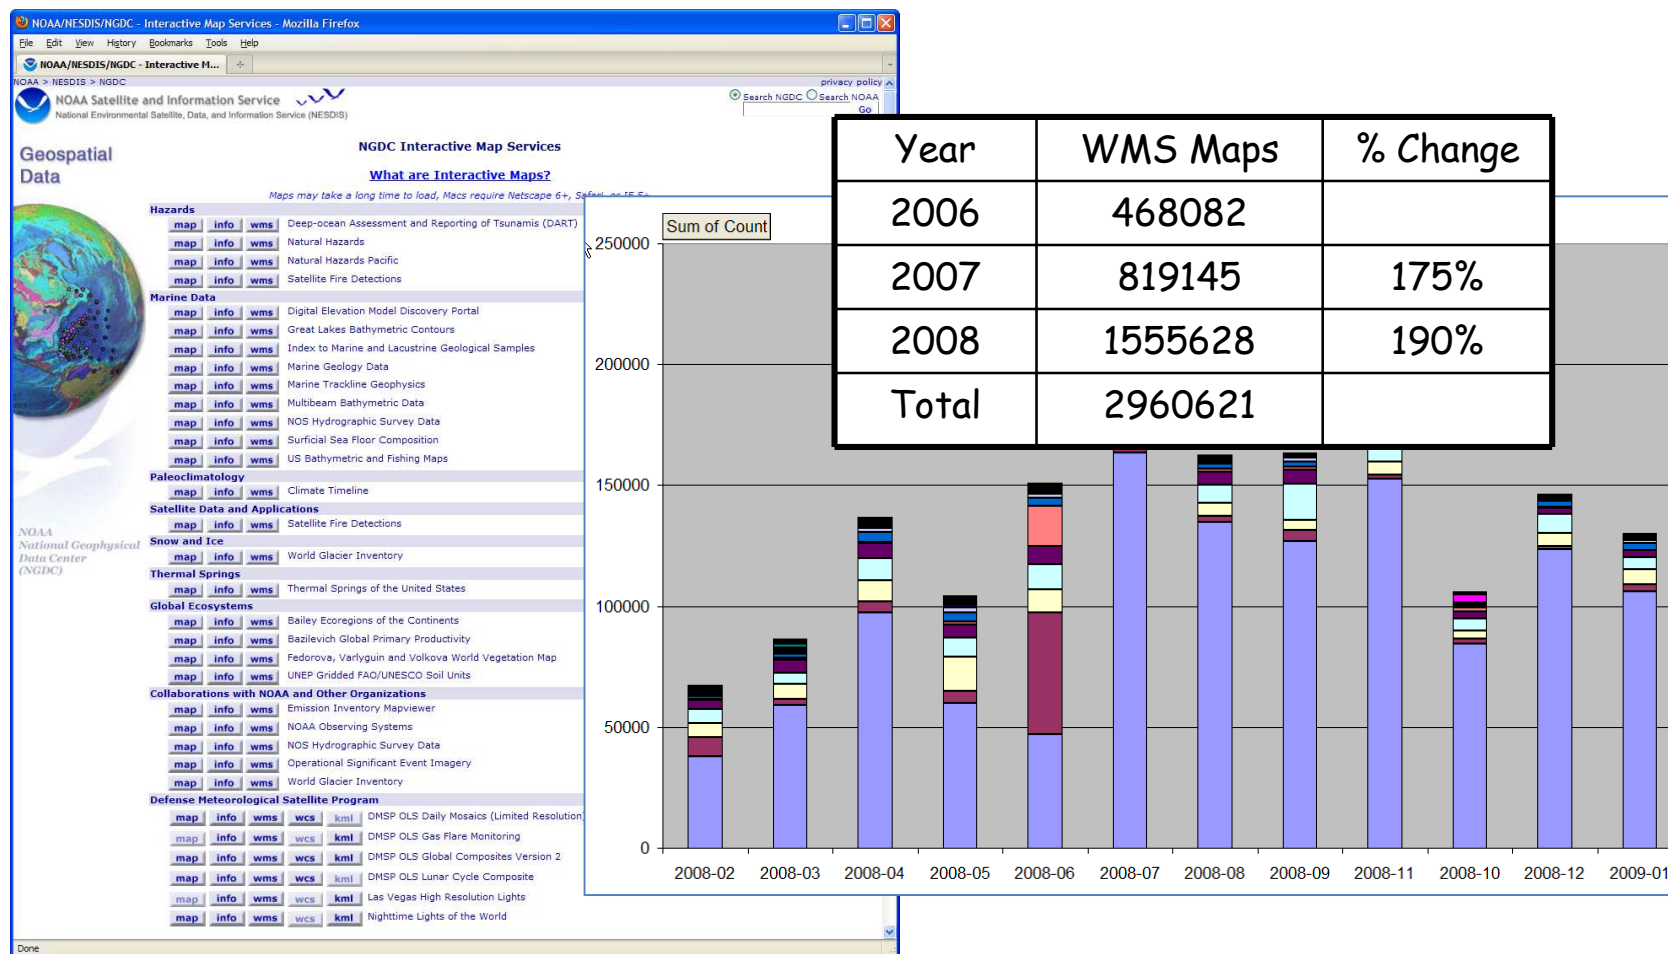 NOAA/NESDIS/NGDC - Interactive Map Services - Mozilla Firefox
File Edit View History Bookmarks Tools Help
NOAA/NESDIS/NGDC - Interactive M...
NOAA > NESDIS > NGDC
privacy policy
NOAA Satellite and Information Service
National Environmental Satellite, Data, and Information Service (NESDIS)
Search NGDC Search NOAA
Go
Geospatial
Data
NOAA
National Geophysical
Data Center
(NGDC)
NGDC Interactive Map Services
What are Interactive Maps?
Maps may take a long time to load, Macs require Netscape 6+, Safari, or IE 5+
Hazards
map info wms Deep-ocean Assessment and Reporting of Tsunamis (DART)
map info wms Natural Hazards
map info wms Natural Hazards Pacific
map info wms Satellite Fire Detections
Marine Data
map info wms Digital Elevation Model Discovery Portal
map info wms Great Lakes Bathymetric Contours
map info wms Index to Marine and Lacustrine Geological Samples
map info wms Marine Geology Data
map info wms Marine Trackline Geophysics
map info wms Multibeam Bathymetric Data
map info wms NOS Hydrographic Survey Data
map info wms Surficial Sea Floor Composition
map info wms US Bathymetric and Fishing Maps
Paleoclimatology
map info wms Climate Timeline
Satellite Data and Applications
map info wms Satellite Fire Detections
Snow and Ice
map info wms World Glacier Inventory
Thermal Springs
map info wms Thermal Springs of the United States
Global Ecosystems
map info wms Bailey Ecoregions of the Continents
map info wms Bazilevich Global Primary Productivity
map info wms Fedorova, Varlyguin and Volkova World Vegetation Map
map info wms UNEP Gridded FAO/UNESCO Soil Units
Collaborations with NOAA and Other Organizations
map info wms Emission Inventory Mapviewer
map info wms NOAA Observing Systems
map info wms NOS Hydrographic Survey Data
map info wms Operational Significant Event Imagery
map info wms World Glacier Inventory
Defense Meteorological Satellite Program
map info wms wcs kml DMSP OLS Daily Mosaics (Limited Resolution)
map info wms wcs kml DMSP OLS Gas Flare Monitoring
map info wms wcs kml DMSP OLS Global Composites Version 2
map info wms wcs kml DMSP OLS Lunar Cycle Composite
map info wms wcs kml Las Vegas High Resolution Lights
map info wms wcs kml Nighttime Lights of the World
Done
Year WMS Maps % Change
2006 468082
2007 819145 175%
2008 1555628 190%
Total 2960621
Sum of Count
250000
200000
150000
100000
50000
0
2008-02 2008-03 2008-04 2008-05 2008-06 2008-07 2008-08 2008-09 2008-11 2008-10 2008-12 2009-01